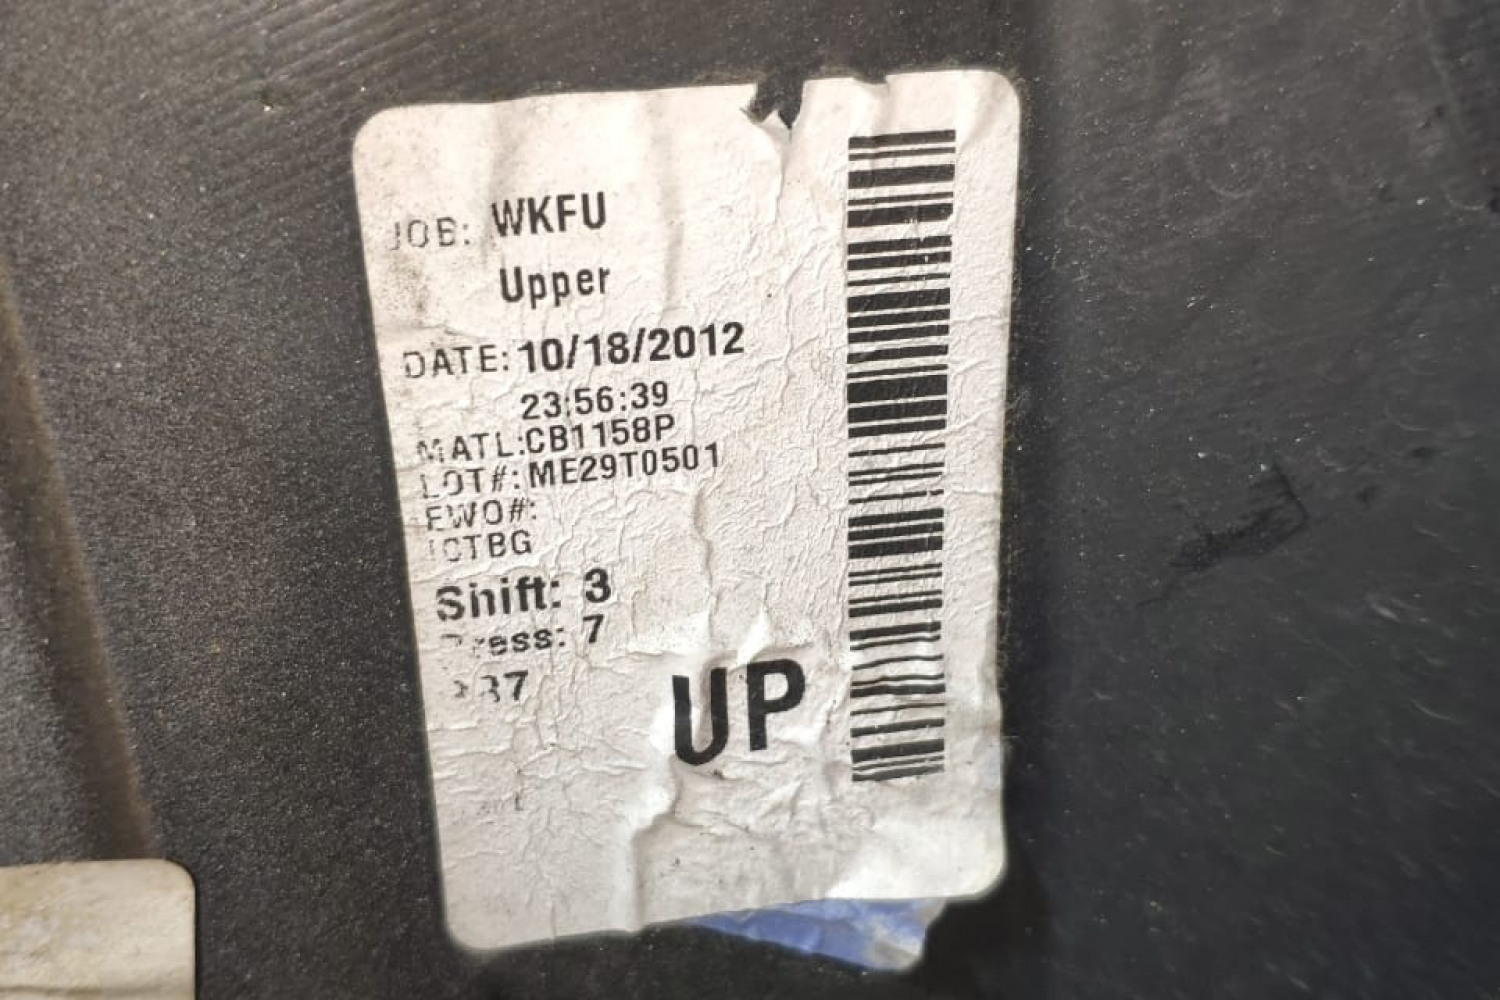 JOB: WKFU
Upper
DATE: 10/18/2012
23:56:39
MATL:CB1158P
LOT#: ME29T0501
EWO#:
Shift: 3
Press: 7
UP